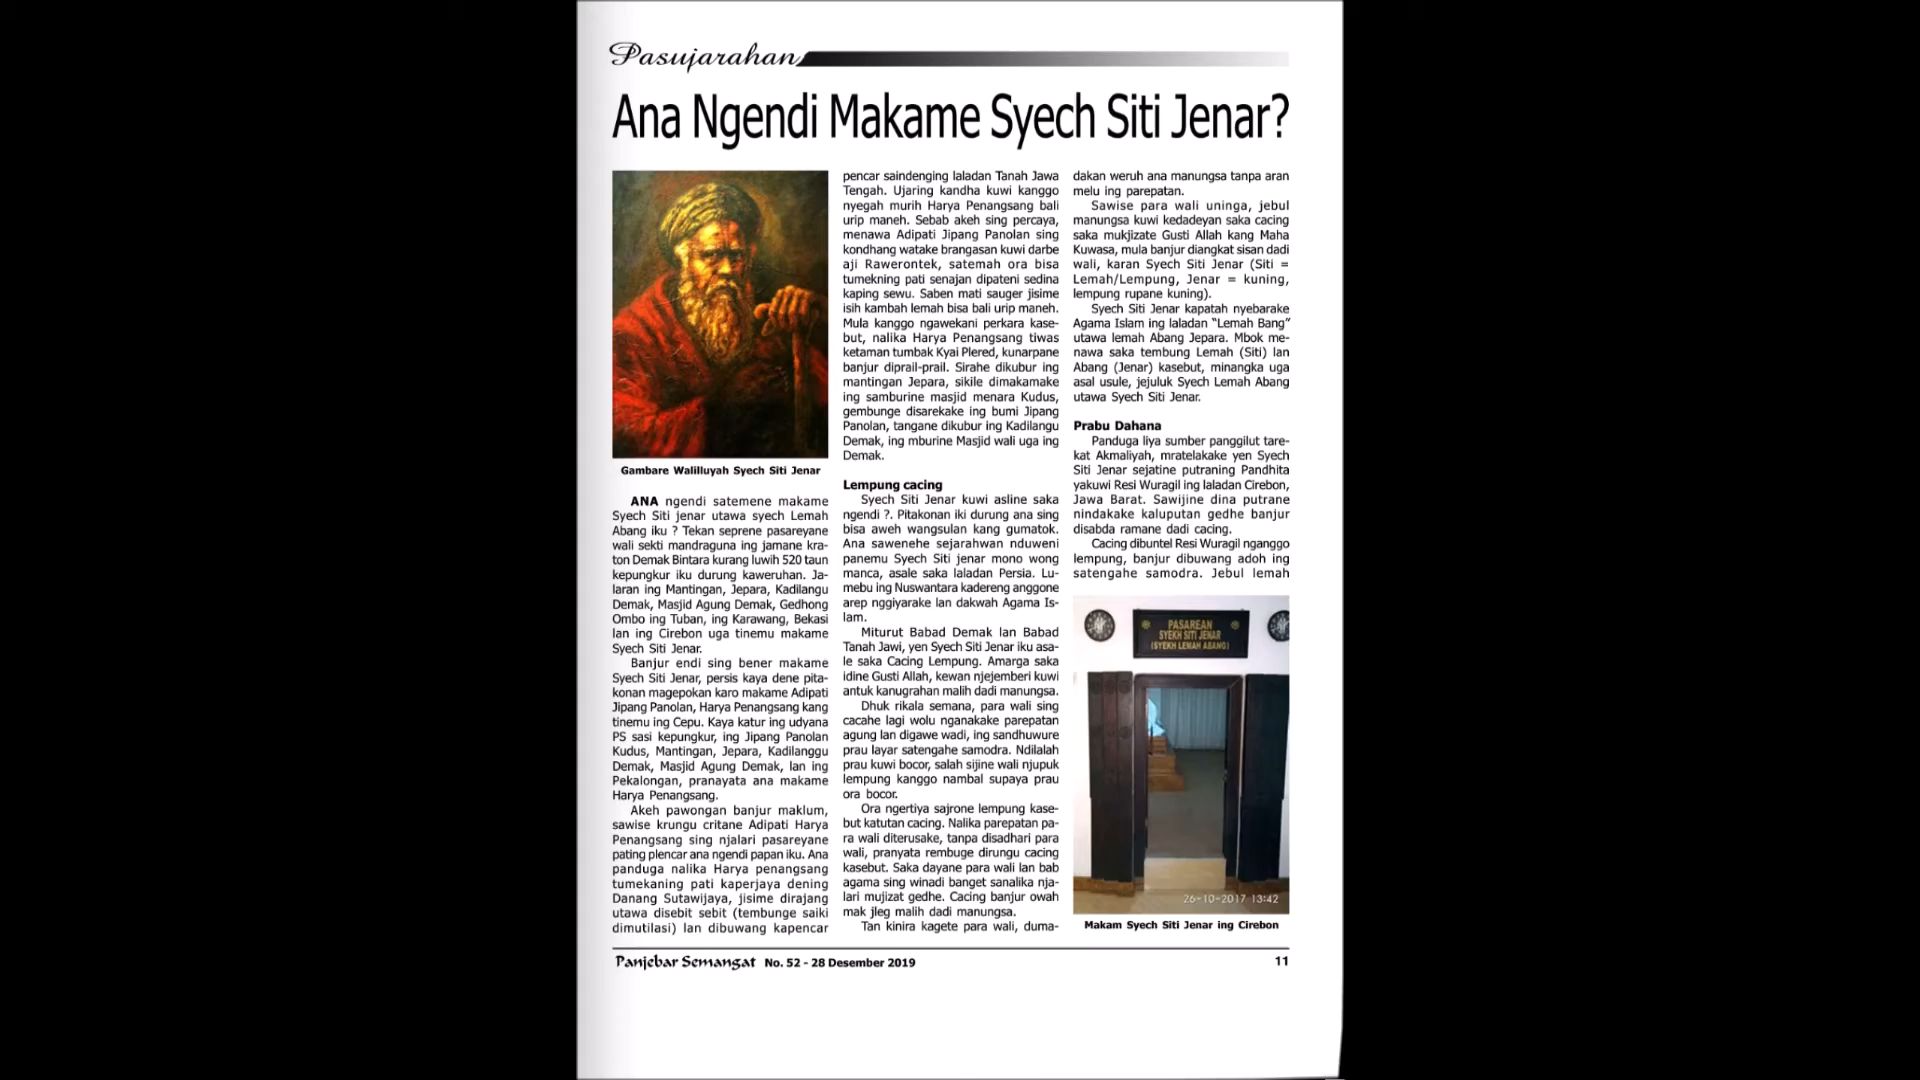 Pasujarahan
Ana Ngendi Makame Syech Siti Jenar?
Gambare Walilluyah Syech Siti Jenar
ANA ngendi satemene makame
Syech Siti jenar utawa syech Lemah
Abang iku ? Tekan seprene pasareyane
wali sekti mandraguna ing jamane kra-
ton Demak Bintara kurang luwih 520 taun
kepungkur iku durung kaweruhan. Ja-
laran ing Mantingan, Jepara, Kadilangu
Demak, Masjid Agung Demak, Gedhong
Ombo ing Tuban, ing Karawang, Bekasi
lan ing Cirebon uga tinemu makame
Syech Siti Jenar.
Banjur endi sing bener makame
Syech Siti Jenar, persis kaya dene pita-
konan magepokan karo makame Adipati
Jipang Panolan, Harya Penangsang kang
tinemu ing Cepu. Kaya katur ing udyana
PS sasi kepungkur, ing Jipang Panolan
Kudus, Mantingan, Jepara, Kadilanggu
Demak, Masjid Agung Demak, lan ing
Pekalongan, pranayata ana makame
Harya Penangsang.
Akeh pawongan banjur maklum,
sawise krungu critane Adipati Harya
Penangsang sing njalari pasareyane
pating plencar ana ngendi papan iku. Ana
panduga nalika Harya penangsang
tumekaning pati kaperjaya dening
Danang Sutawijaya, jisime dirajang
utawa disebit sebit (tembunge saiki
dimutilasi) lan dibuwang kapencar
pencar saindenging laladan Tanah Jawa
Tengah. Ujaring kandha kuwi kanggo
nyegah murih Harya Penangsang bali
urip maneh. Sebab akeh sing percaya,
menawa Adipati Jipang Panolan sing
kondhang watake brangasan kuwi darbe
aji Rawerontek, satemah ora bisa
tumekning pati senajan dipateni sedina
kaping sewu. Saben mati sauger jisime
isih kambah lemah bisa bali urip maneh.
Mula kanggo ngawekani perkara kase-
but, nalika Harya Penangsang tiwas
ketaman tumbak Kyai Plered, kunarpane
banjur diprail-prail. Sirahe dikubur ing
mantingan Jepara, sikile dimakamake
ing samburine masjid menara Kudus,
gembunge disarekake ing bumi Jipang
Panolan, tangane dikubur ing Kadilangu
Demak, ing mburine Masjid wali uga ing
Demak.
Lempung cacing
Syech Siti Jenar kuwi asline saka
ngendi ?. Pitakonan iki durung ana sing
bisa aweh wangsulan kang gumatok.
Ana sawenehe sejarahwan nduweni
panemu Syech Siti jenar mono wong
manca, asale saka laladan Persia. Lu-
mebu ing Nuswantara kadereng anggone
arep nggiyarake lan dakwah Agama Is-
lam.
Miturut Babad Demak lan Babad
Tanah Jawi, yen Syech Siti Jenar iku asa-
le saka Cacing Lempung. Amarga saka
idine Gusti Allah, kewan njejemberi kuwi
antuk kanugrahan malih dadi manungsa.
Dhuk rikala semana, para wali sing
cacahe lagi wolu nganakake parepatan
agung lan digawe wadi, ing sandhuwure
prau layar satengahe samodra. Ndilalah
prau kuwi bocor, salah sijine wali njupuk
lempung kanggo nambal supaya prau
ora bocor.
Ora ngertiya sajrone lempung kase-
but katutan cacing. Nalika parepatan pa-
ra wali diterusake, tanpa disadhari para
wali, pranyata rembuge dirungu cacing
kasebut. Saka dayane para wali lan bab
agama sing winadi banget sanalika nja-
lari mujizat gedhe. Cacing banjur owah
mak jleg malih dadi manungsa.
Tan kinira kagete para wali, duma-
dakan weruh ana manungsa tanpa aran
melu ing parepatan.
Sawise para wali uninga, jebul
manungsa kuwi kedadeyan saka cacing
saka mukjizate Gusti Allah kang Maha
Kuwasa, mula banjur diangkat sisan dadi
wali, karan Syech Siti Jenar (Siti =
Lemah/Lempung, Jenar = kuning,
lempung rupane kuning).
Syech Siti Jenar kapatah nyebarake
Agama Islam ing laladan “Lemah Bang”
utawa lemah Abang Jepara. Mbok me-
nawa saka tembung Lemah (Siti) lan
Abang (Jenar) kasebut, minangka uga
asal usule, jejuluk Syech Lemah Abang
utawa Syech Siti Jenar.
Prabu Dahana
Panduga liya sumber panggilut tare-
kat Akmaliyah, mratelakake yen Syech
Siti Jenar sejatine putraning Pandhita
yakuwi Resi Wuragil ing laladan Cirebon,
Jawa Barat. Sawijine dina putrane
nindakake kaluputan gedhe banjur
disabda ramane dadi cacing.
Cacing dibuntel Resi Wuragil nganggo
lempung, banjur dibuwang adoh ing
satengahe samodra. Jebul lemah
PASAREAN
SYEKH SITI JENAR
(SYEKH LEMAH ABANG)
26-10-2017 13:42
Makam Syech Siti Jenar ing Cirebon
Panjebar Semangat No. 52 - 28 Desember 2019
11